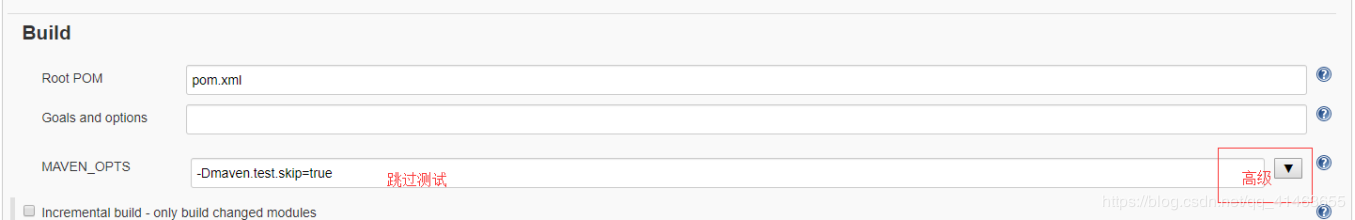 Build
Root POM
pom.xml
Goals and options
MAVEN_OPTS
-Dmaven.test.skip=true
跳过测试
高级
Incremental build - only build changed modules